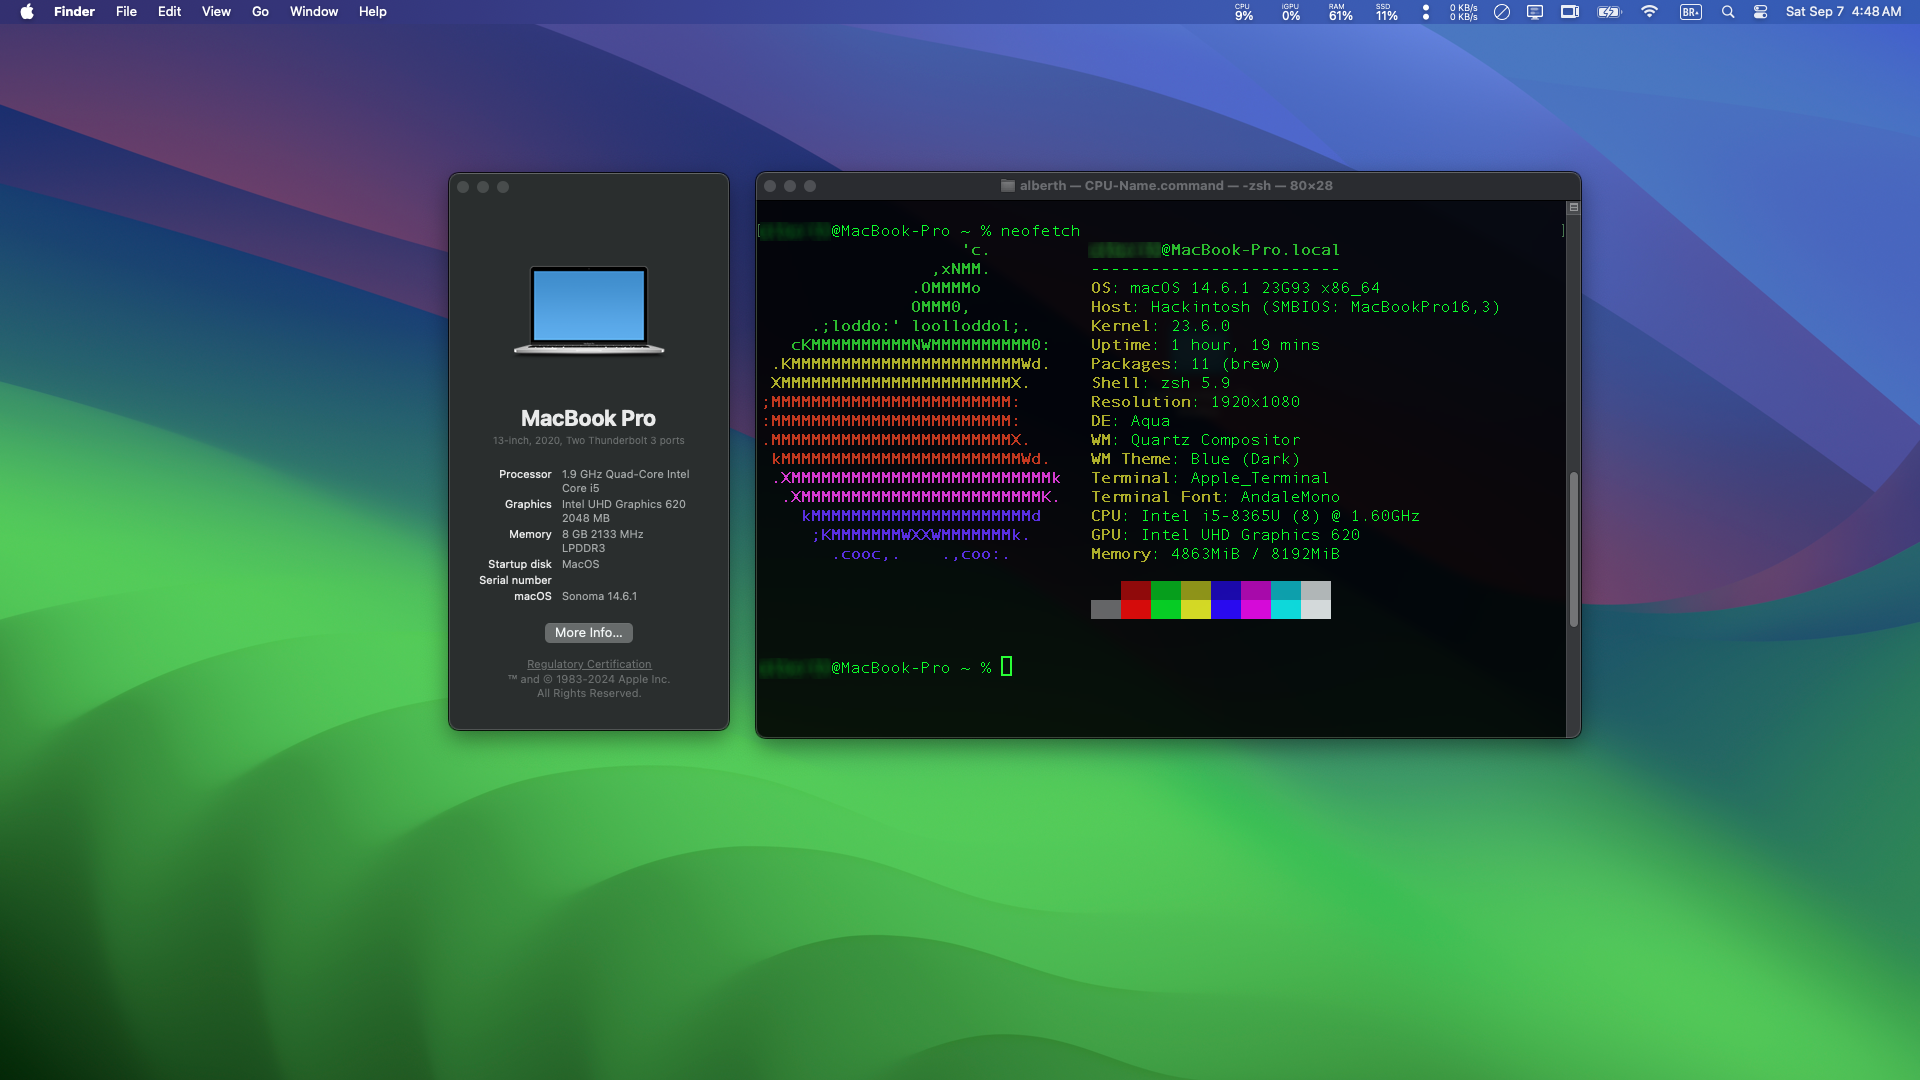 Finder File Edit View Go Window Help
CPU 9% iGPU 0% RAM 61% SSD 11% 0 KB/s 0 KB/s BR Sat Sep 7 4:48 AM
MacBook Pro
13-inch, 2020, Two Thunderbolt 3 ports
Processor 1.9 GHz Quad-Core Intel
Core i5
Graphics Intel UHD Graphics 620
2048 MB
Memory 8 GB 2133 MHz
LPDDR3
Startup disk MacOS
Serial number
macOS Sonoma 14.6.1
More Info...
Regulatory Certification
™ and © 1983-2024 Apple Inc.
All Rights Reserved.
alberth — CPU-Name.command — -zsh — 80×28
@MacBook-Pro ~ % neofetch
'c. @MacBook-Pro.local
,xNMM. -------------------------
.OMMMMo OS: macOS 14.6.1 23G93 x86_64
OMMM0, Host: Hackintosh (SMBIOS: MacBookPro16,3)
.;loddo:' loolloddol;. Kernel: 23.6.0
cKMMMMMMMMMMNWMMMMMMMMMM0: Uptime: 1 hour, 19 mins
.KMMMMMMMMMMMMMMMMMMMMMMMWd. Packages: 11 (brew)
XMMMMMMMMMMMMMMMMMMMMMMMX. Shell: zsh 5.9
;MMMMMMMMMMMMMMMMMMMMMMMM: Resolution: 1920x1080
:MMMMMMMMMMMMMMMMMMMMMMMM: DE: Aqua
.MMMMMMMMMMMMMMMMMMMMMMMMX. WM: Quartz Compositor
kMMMMMMMMMMMMMMMMMMMMMMMMWd. WM Theme: Blue (Dark)
.XMMMMMMMMMMMMMMMMMMMMMMMMMMk Terminal: Apple_Terminal
.XMMMMMMMMMMMMMMMMMMMMMMMMK. Terminal Font: AndaleMono
kMMMMMMMMMMMMMMMMMMMMMMd CPU: Intel i5-8365U (8) @ 1.60GHz
;KMMMMMMMWXXWMMMMMMMk. GPU: Intel UHD Graphics 620
.cooc,. .,coo:. Memory: 4863MiB / 8192MiB
@MacBook-Pro ~ %